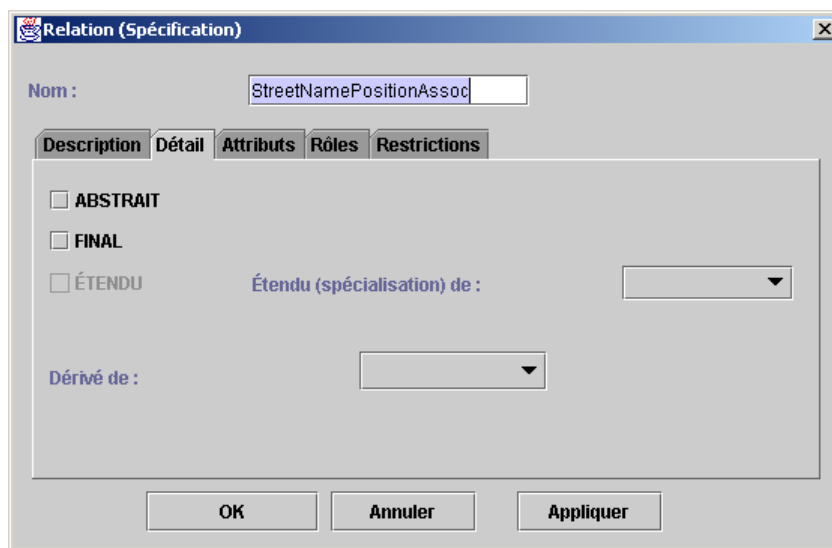 Relation (Spécification)
Nom : StreetNamePositionAssoc
Description Détail Attributs Rôles Restrictions
ABSTRAIT
FINAL
ÉTENDU Étendu (spécialisation) de :
Dérivé de :
OK Annuler Appliquer